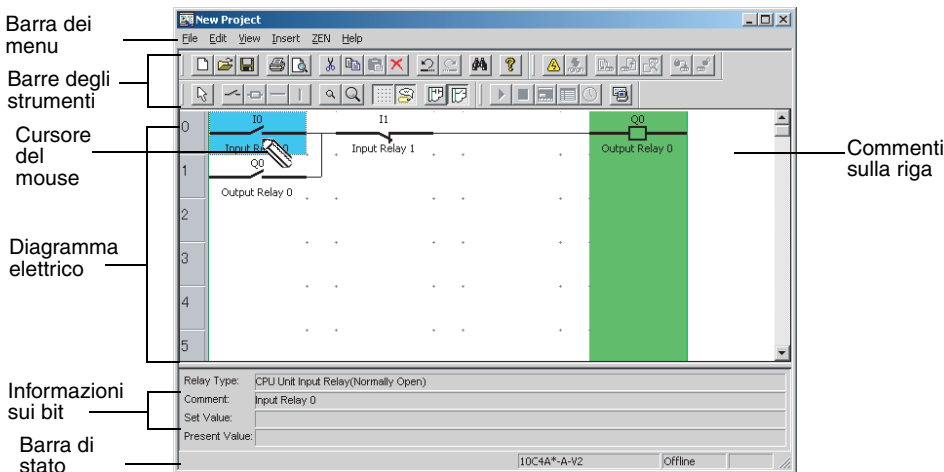 Barra dei
menu
Barre degli
strumenti
Cursore
del
mouse
Diagramma
elettrico
Informazioni
sui bit
Barra di
stato
New Project
File Edit View Insert ZEN Help
0
I0
I1
Q0
Input Re 0
Input Relay 1
Output Relay 0
1
Q0
Output Relay 0
2
3
4
5
Relay Type: CPU Unit Input Relay(Normally Open)
Comment: Input Relay 0
Set Value:
Present Value:
10C4A*-A-V2 Offline
Commenti
sulla riga